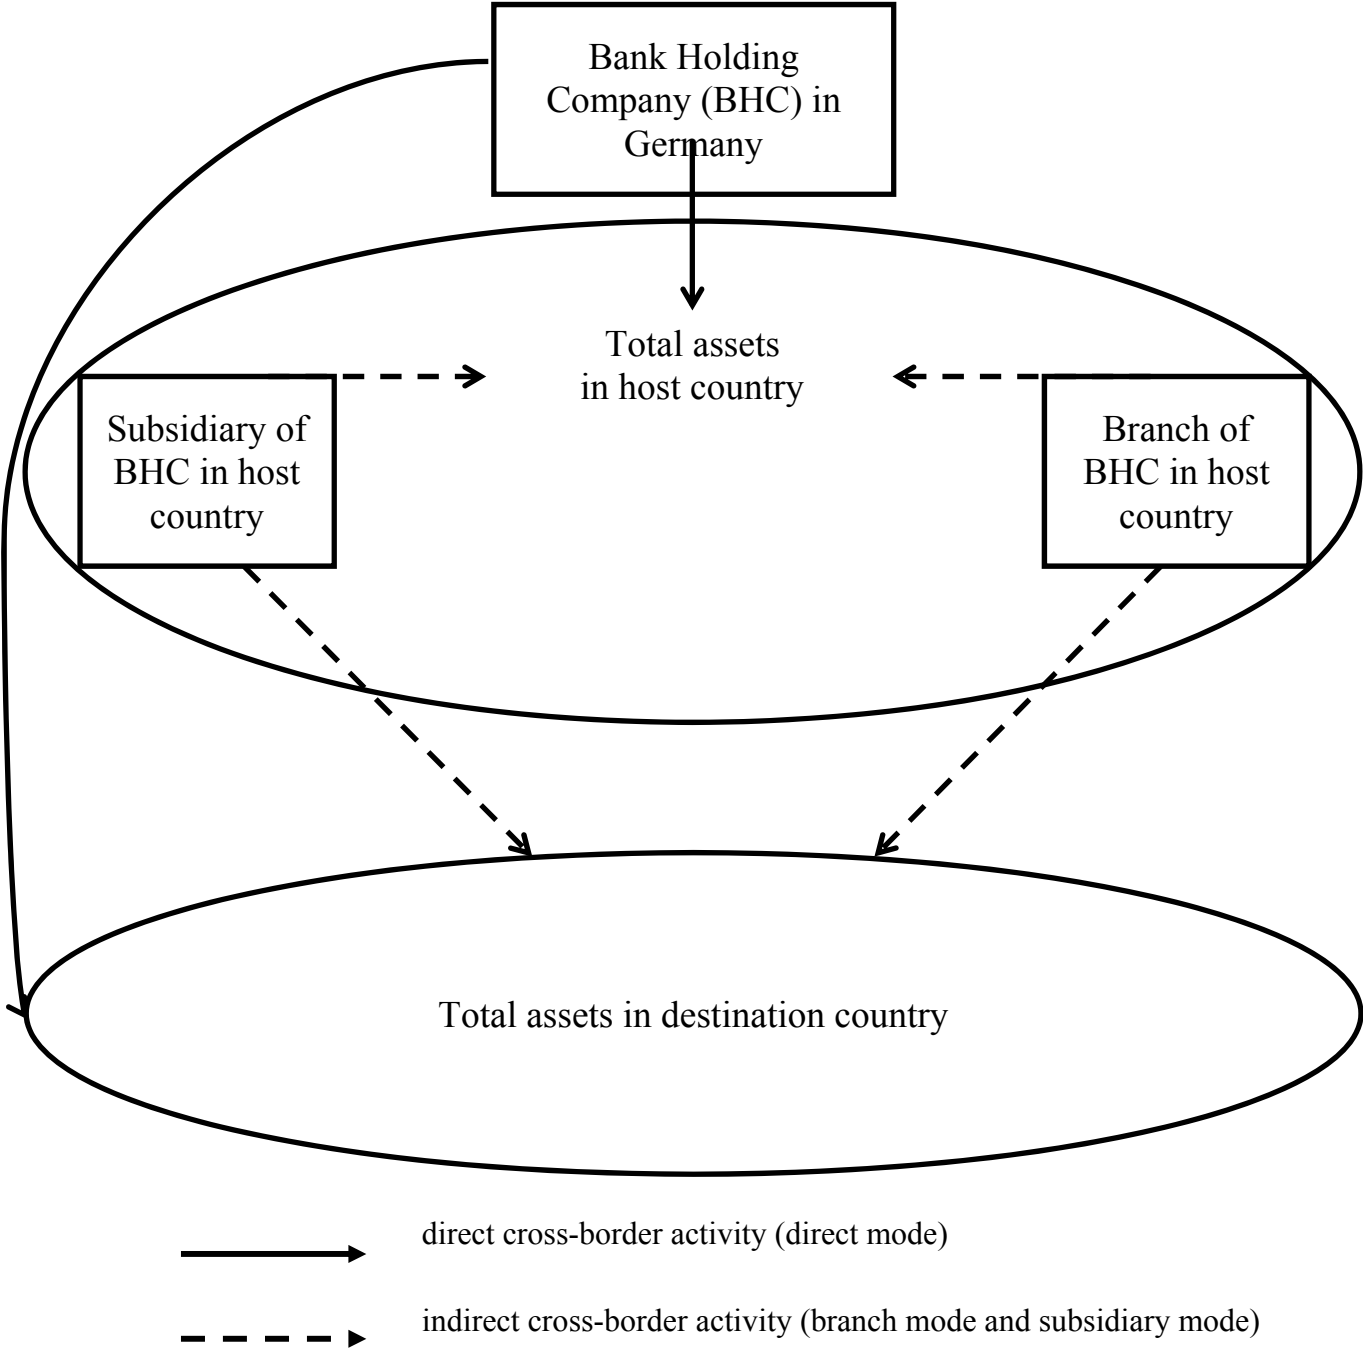 Bank Holding
Company (BHC) in
Germany
Total assets
in host country
Subsidiary of
BHC in host
country
Branch of
BHC in host
country
Total assets in destination country
direct cross-border activity (direct mode)
indirect cross-border activity (branch mode and subsidiary mode)